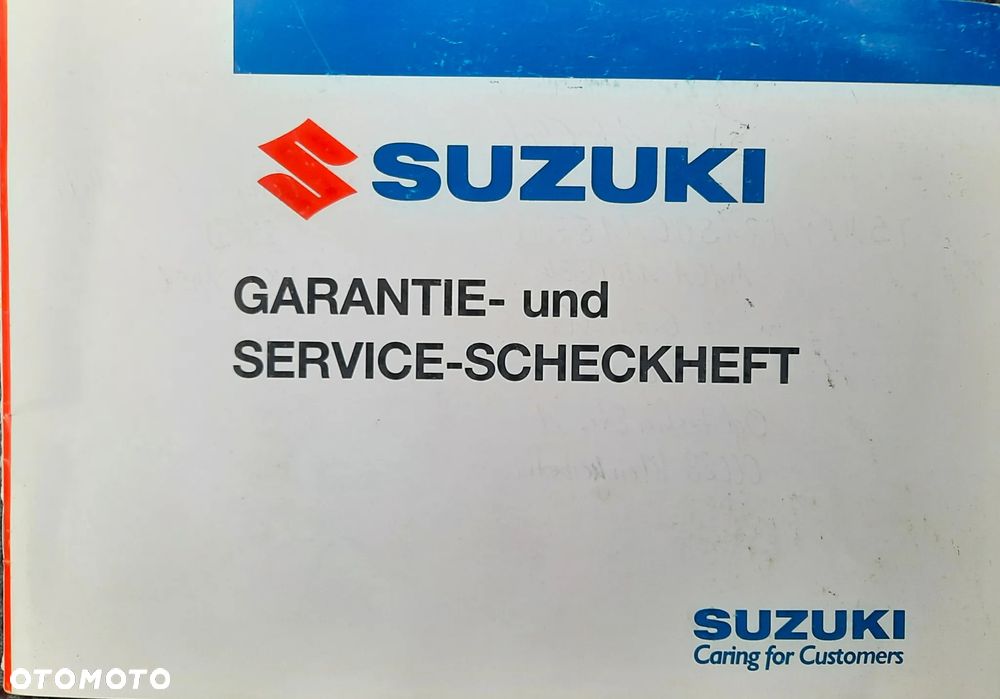 SUZUKI
GARANTIE- und
SERVICE-SCHECKHEFT
SUZUKI
Caring for Customers
OTOMOTO